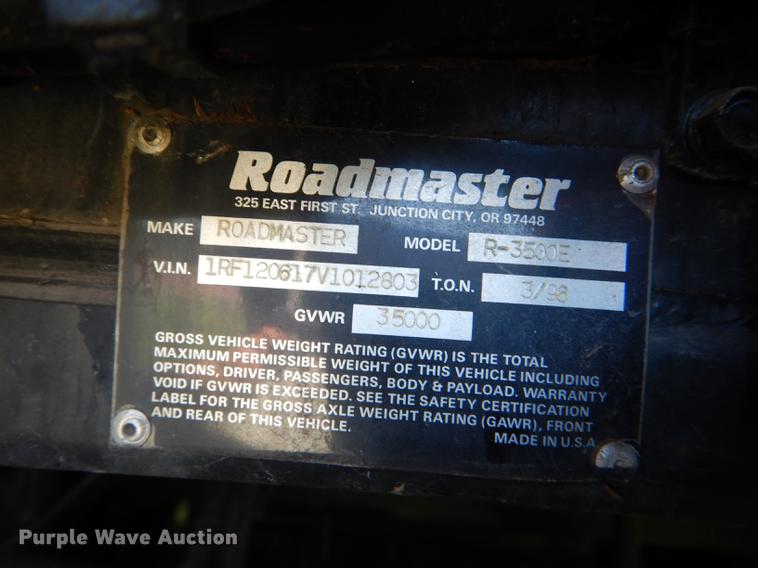 Roadmaster
325 EAST FIRST ST. JUNCTION CITY, OR 97448
MAKE ROADMASTER MODEL R-3500E
V.I.N. 1RF120617V1012803 T.O.N. 3/98
GVWR 35000
GROSS VEHICLE WEIGHT RATING (GVWR) IS THE TOTAL
MAXIMUM PERMISSIBLE WEIGHT OF THIS VEHICLE INCLUDING
OPTIONS, DRIVER, PASSENGERS, BODY & PAYLOAD. WARRANTY
VOID IF GVWR IS EXCEEDED. SEE THE SAFETY CERTIFICATION
LABEL FOR THE GROSS AXLE WEIGHT RATING (GAWR), FRONT
AND REAR OF THIS VEHICLE. MADE IN U.S.A
Purple Wave Auction